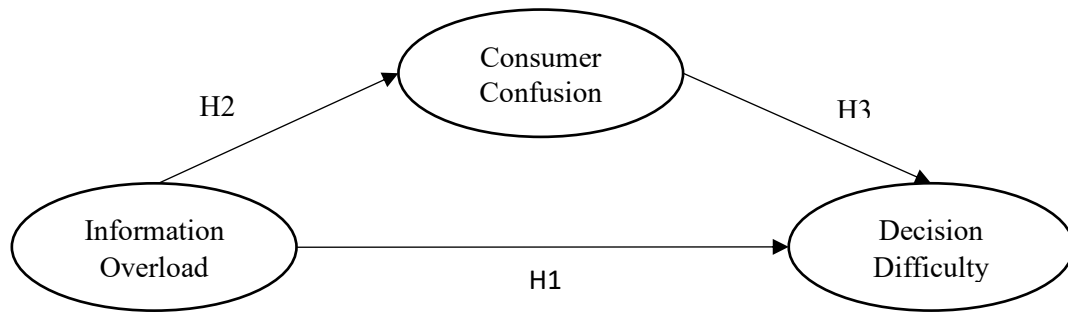 Consumer
Confusion
H2
H3
Information
Overload
Decision
Difficulty
H1